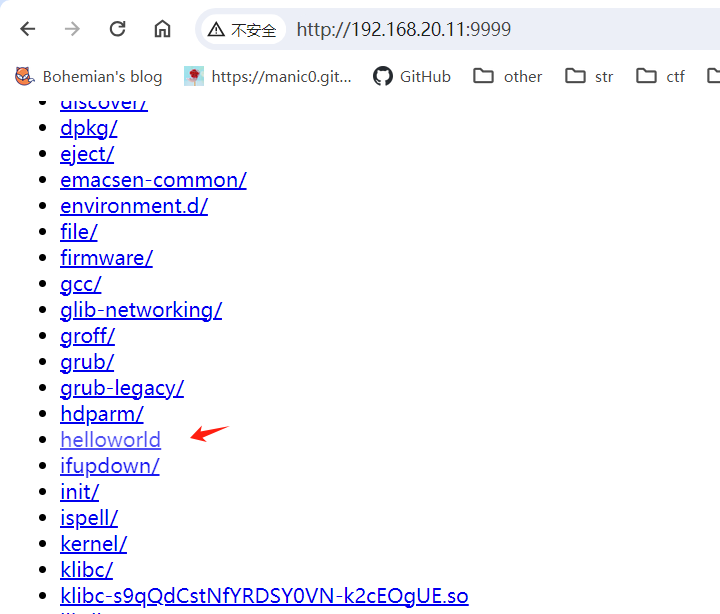 不安全 http://192.168.20.11:9999
Bohemian's blog https://manic0.git... GitHub other str ctf
discover/
dpkg/
eject/
emacsen-common/
environment.d/
file/
firmware/
gcc/
glib-networking/
groff/
grub/
grub-legacy/
hdparm/
helloworld
ifupdown/
init/
ispell/
kernel/
klibc/
klibc-s9qQdCstNfYRDSY0VN-k2cEOgUE.so